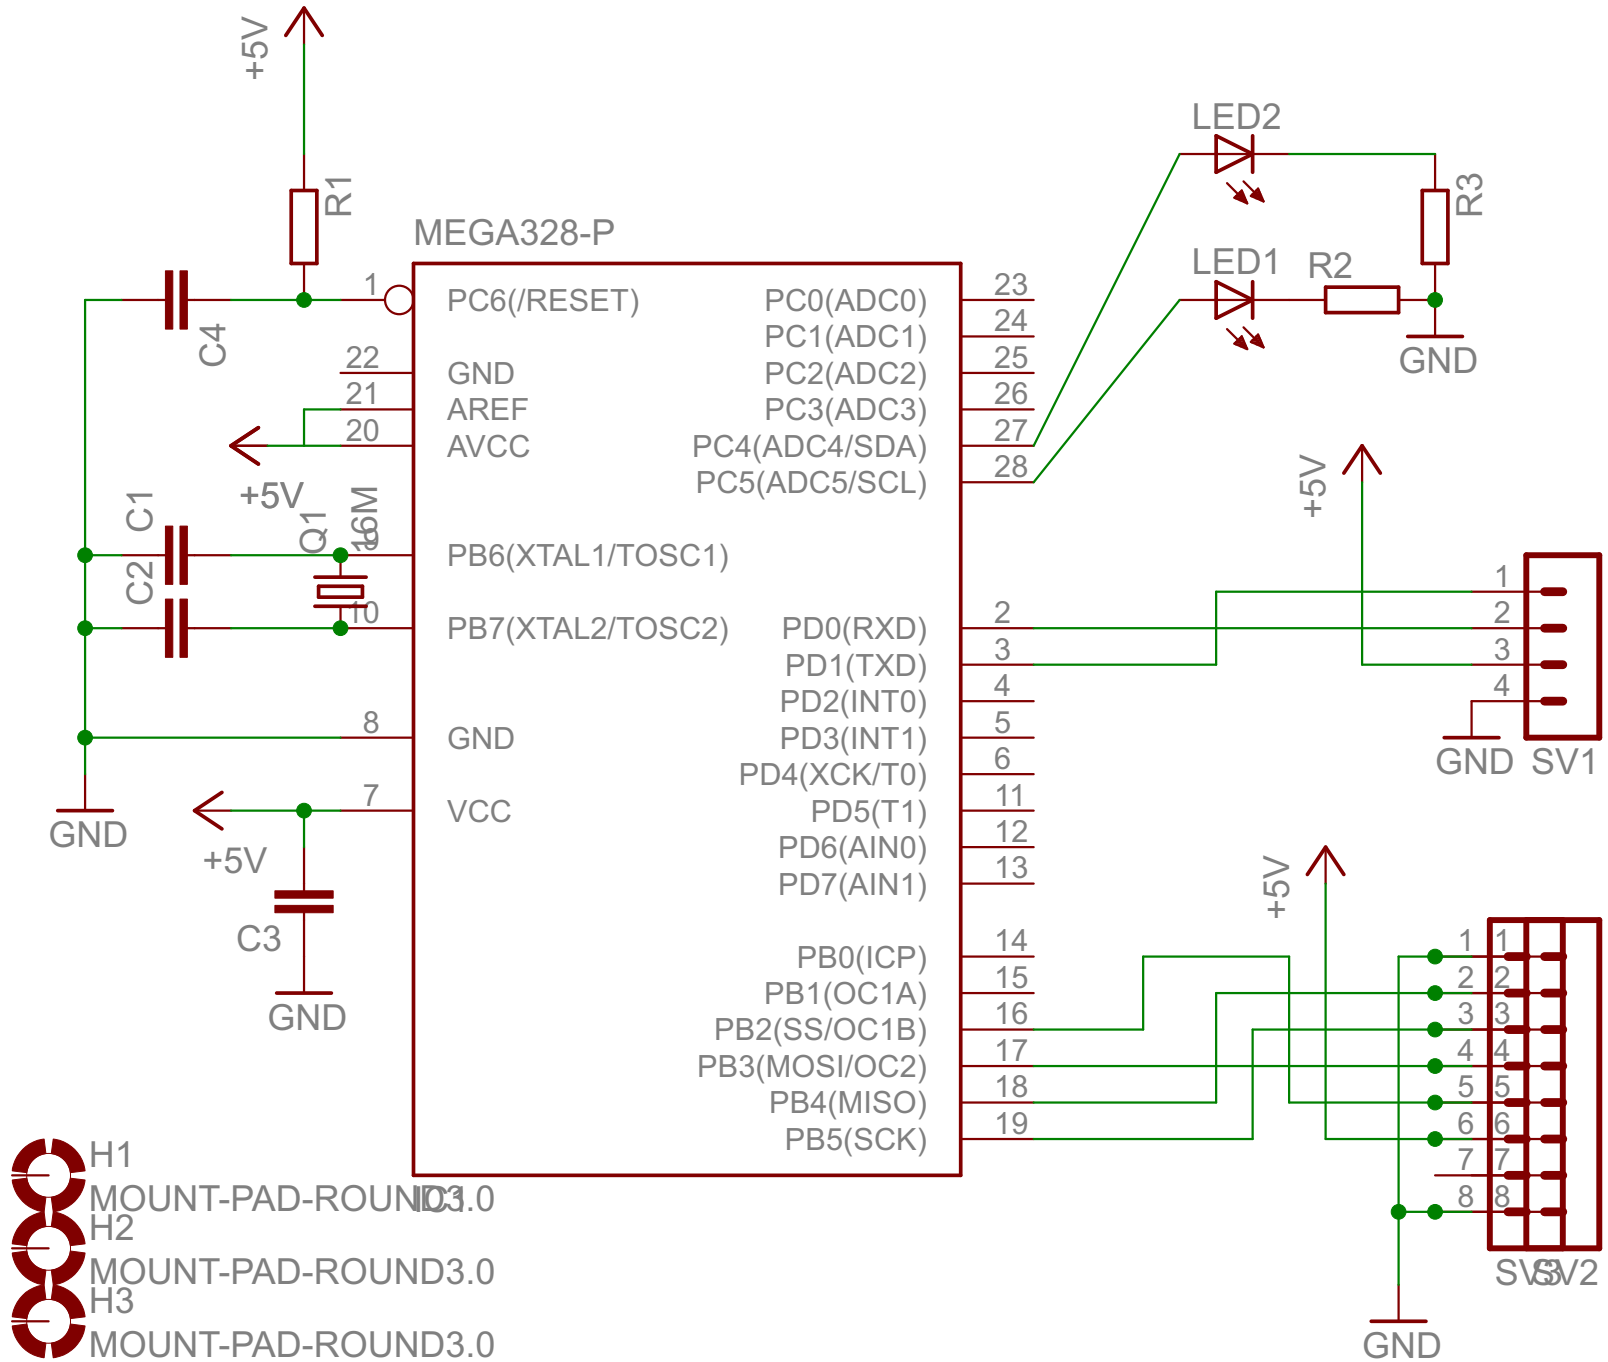 +5V
R1
C4
MEGA328-P
1 PC6(/RESET)
22 GND
21 AREF
20 AVCC
+5V
C1
C2
Q1
16M
9 PB6(XTAL1/TOSC1)
10 PB7(XTAL2/TOSC2)
8 GND
7 VCC
GND
+5V
C3
GND
PC0(ADC0) 23
PC1(ADC1) 24
PC2(ADC2) 25
PC3(ADC3) 26
PC4(ADC4/SDA) 27
PC5(ADC5/SCL) 28
PD0(RXD) 2
PD1(TXD) 3
PD2(INT0) 4
PD3(INT1) 5
PD4(XCK/T0) 6
PD5(T1) 11
PD6(AIN0) 12
PD7(AIN1) 13
PB0(ICP) 14
PB1(OC1A) 15
PB2(SS/OC1B) 16
PB3(MOSI/OC2) 17
PB4(MISO) 18
PB5(SCK) 19
IC1
LED2
R3
LED1
R2
GND
+5V
1
2
3
4
GND
SV1
+5V
1 1
2 2
3 3
4 4
5 5
6 6
7 7
8 8
SV3
SV2
GND
H1
MOUNT-PAD-ROUND3.0
H2
MOUNT-PAD-ROUND3.0
H3
MOUNT-PAD-ROUND3.0